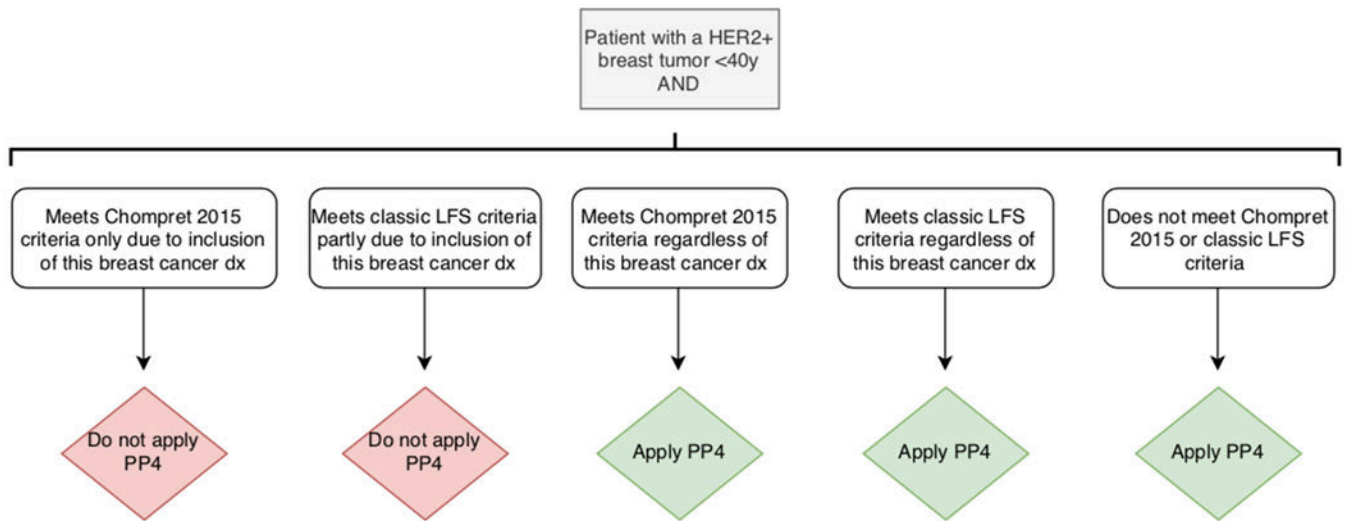 Patient with a HER2+
breast tumor <40y
AND
Meets Chompret 2015
criteria only due to inclusion
of this breast cancer dx
Meets classic LFS criteria
partly due to inclusion of
this breast cancer dx
Meets Chompret 2015
criteria regardless of
this breast cancer dx
Meets classic LFS
criteria regardless of
this breast cancer dx
Does not meet Chompret
2015 or classic LFS
criteria
Do not apply
PP4
Do not apply
PP4
Apply PP4
Apply PP4
Apply PP4